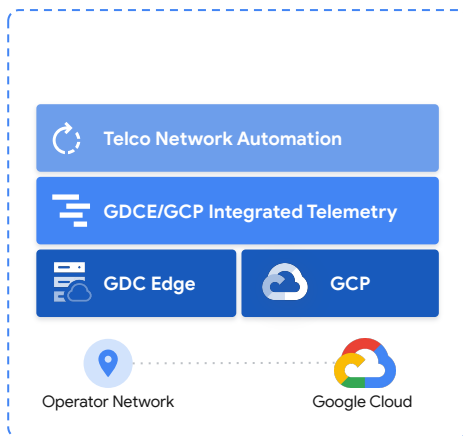 Telco Network Automation
GDCE/GCP Integrated Telemetry
GDC Edge
GCP
Operator Network
Google Cloud